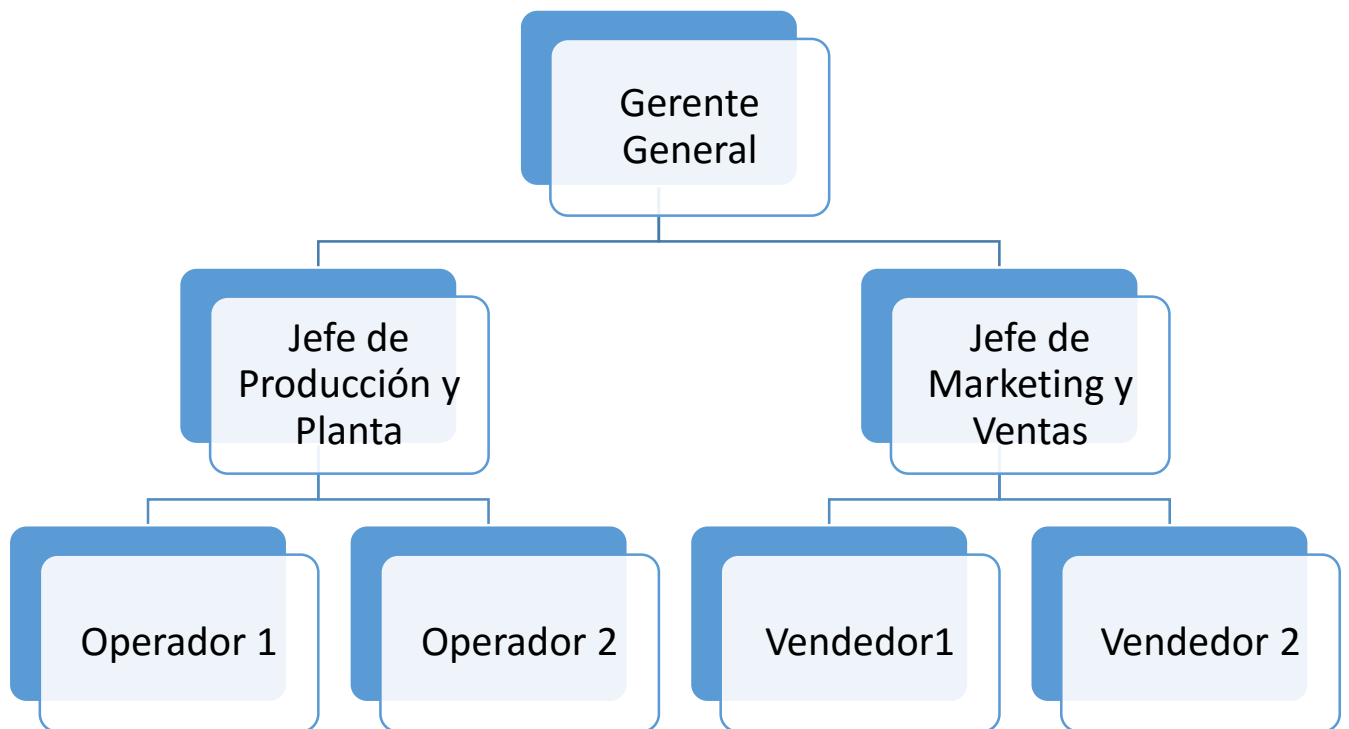 Gerente
General
Jefe de
Producción y
Planta
Jefe de
Marketing y
Ventas
Operador 1
Operador 2
Vendedor1
Vendedor 2